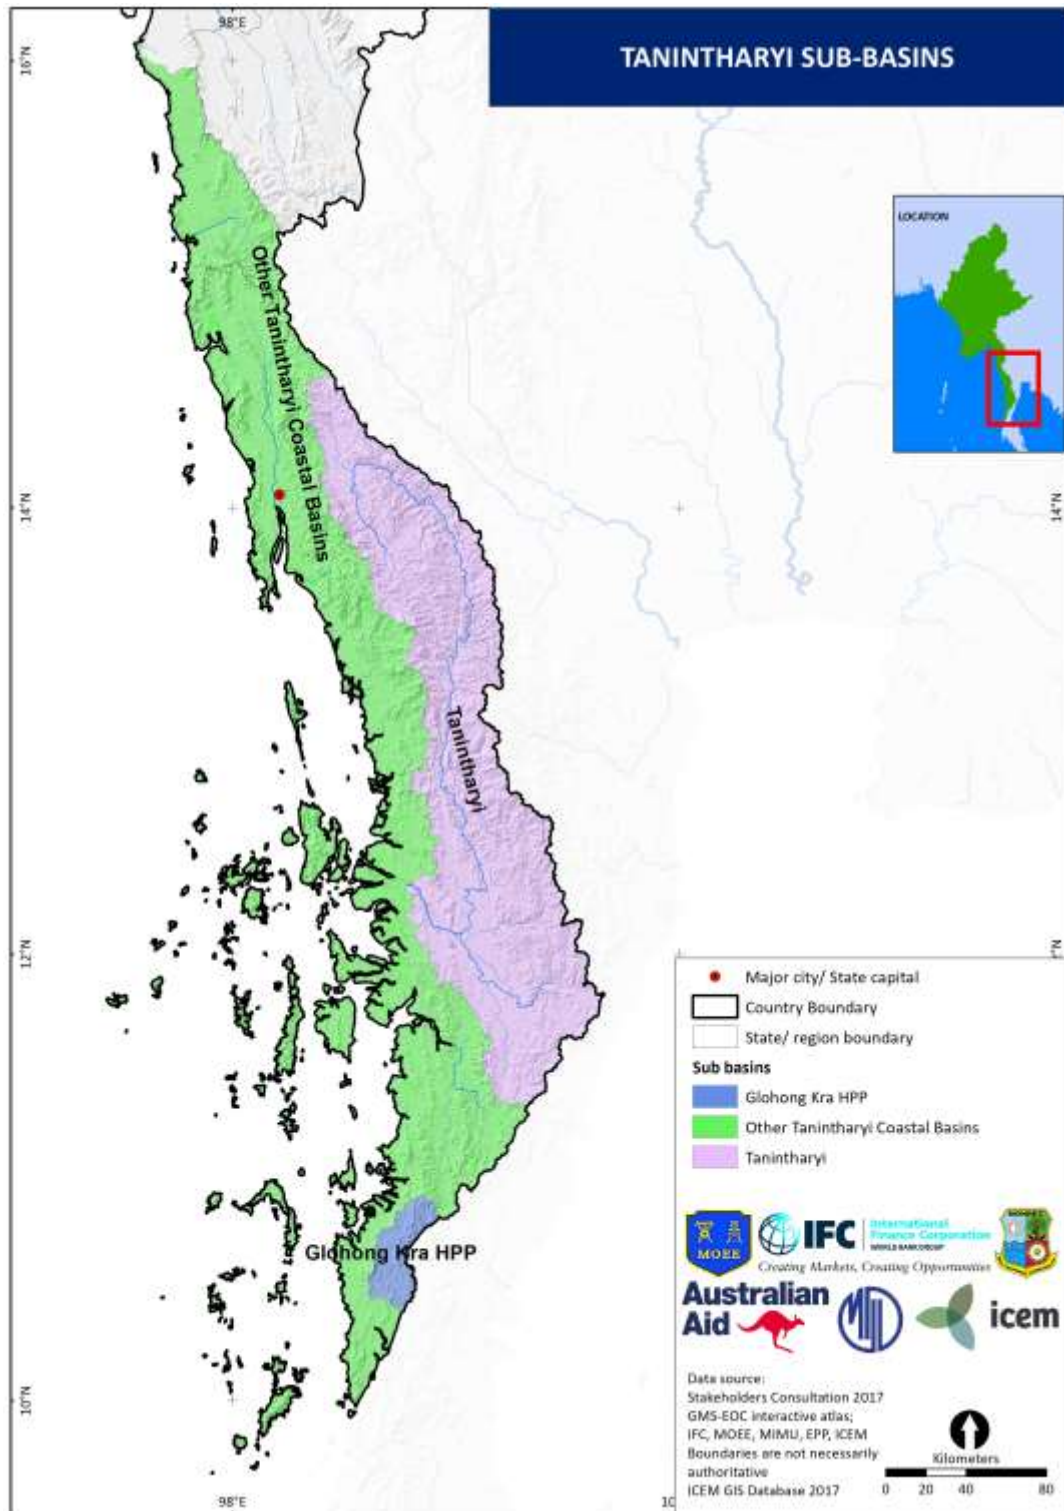 98°E
TANINTHARYI SUB-BASINS
16°N
LOCATION
Other Tanintharyi Coastal Basins
14°N
14°N
Tanintharyi
12°N
Major city/ State capital
Country Boundary
State/ region boundary
Sub basins
Glohong Kra HPP
Other Tanintharyi Coastal Basins
Tanintharyi
Glohong Kra HPP
MOEE
IFC
International
Finance Corporation
WORLD BANK GROUP
Creating Markets, Creating Opportunities
Australian
Aid
icem
Data source:
Stakeholders Consultation 2017
GMS-EOC interactive atlas;
IFC, MOEE, MIMU, EPP, ICEM
Boundaries are not necessarily
authoritative
ICEM GIS Database 2017
Kilometers
0 20 40 80
10°N
98°E